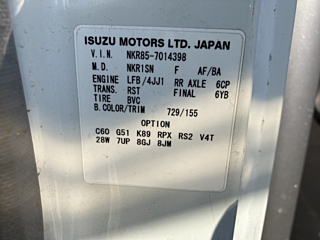 ISUZU MOTORS LTD. JAPAN
V.I.N. NKR85-7014398
M.D. NKR1SN F AF/BA
ENGINE LFB/4JJ1 RR AXLE 6CP
TRANS. RST FINAL 6YB
TIRE BVC
B.COLOR/TRIM 729/155
OPTION
C60 G51 K89 RPX RS2 V4T
28W 7UP 8GJ 8JM